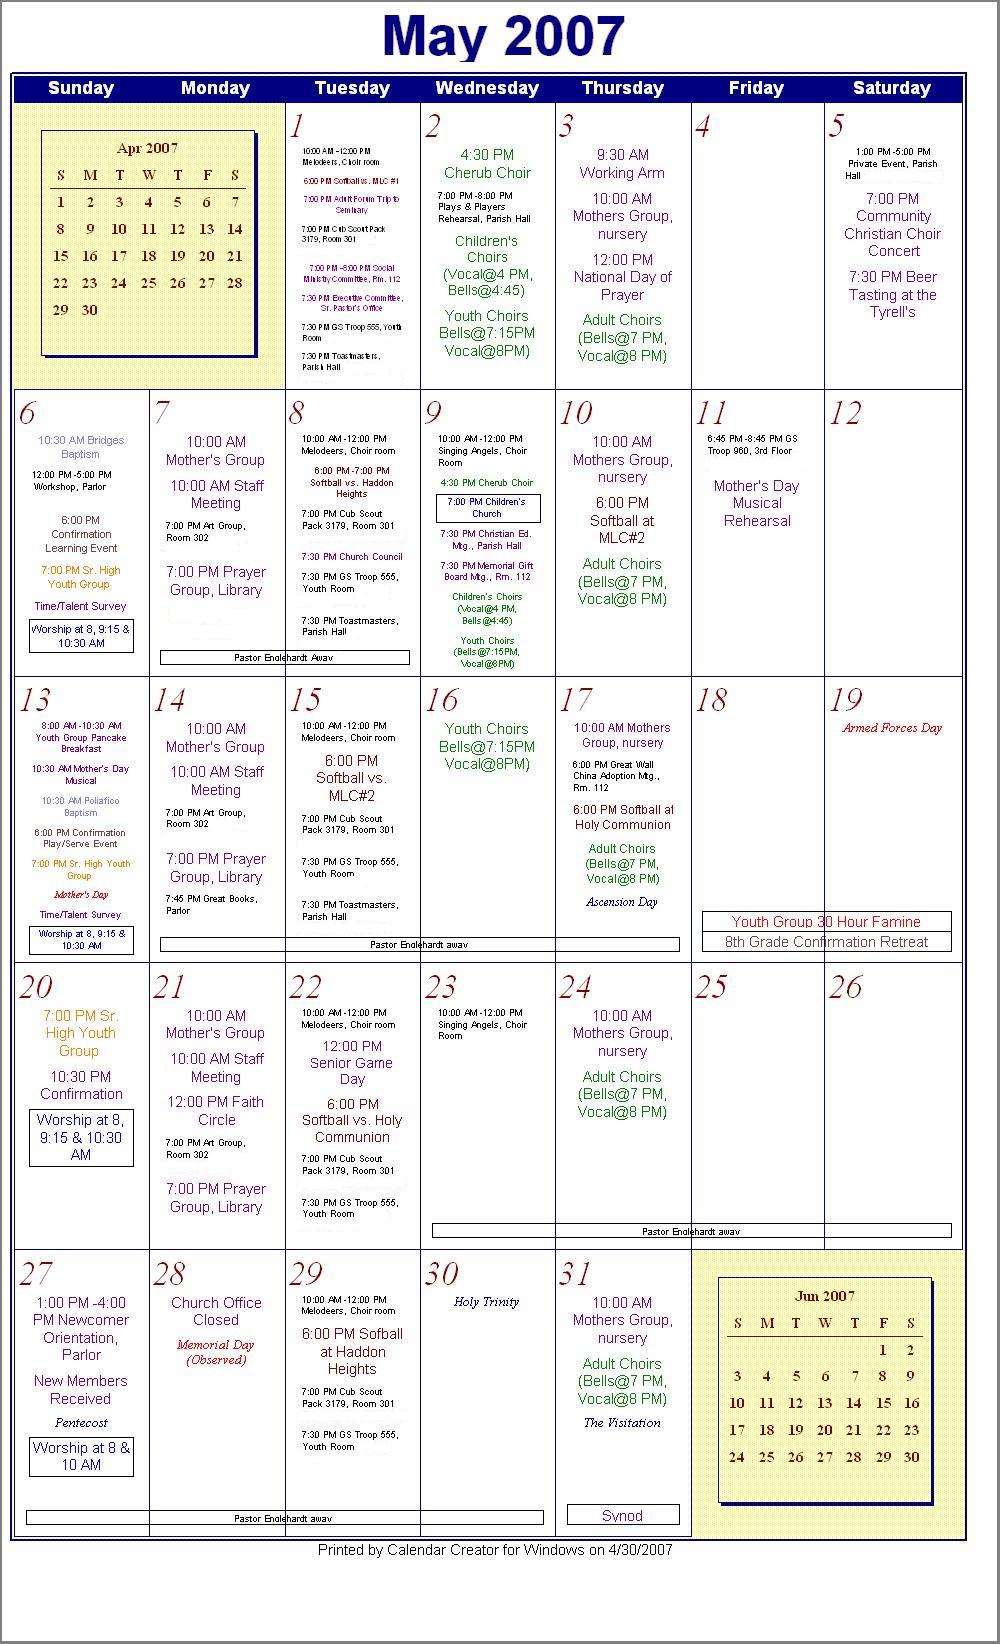 May 2007
Sunday Monday Tuesday Wednesday Thursday Friday Saturday
Apr 2007
S M T W T F S
1 2 3 4 5 6 7
8 9 10 11 12 13 14
15 16 17 18 19 20 21
22 23 24 25 26 27 28
29 30
1
10:00 AM -12:00 PM
Melodeers, Choir room
6:00 PM Softball vs. MLC #1
7:00 PM Adult Forum Trip to
Seminary
7:00 PM Cub Scout Pack
3179, Room 301
7:00 PM -8:00 PM Social
Ministry Committee, Rm. 112
7:30 PM Executive Committee,
Sr. Pastor's Office
7:30 PM GS Troop 555, Youth
Room
7:30 PM Toastmasters,
Parish Hall
2
4:30 PM
Cherub Choir
7:00 PM -8:00 PM
Plays & Players
Rehearsal, Parish Hall
Children's
Choirs
(Vocal@4 PM,
Bells@4:45)
Youth Choirs
Bells@7:15PM
Vocal@8PM)
3
9:30 AM
Working Arm
10:00 AM
Mothers Group,
nursery
12:00 PM
National Day of
Prayer
Adult Choirs
(Bells@7 PM,
Vocal@8 PM)
4
5
1:00 PM -5:00 PM
Private Event, Parish
Hall
7:00 PM
Community
Christian Choir
Concert
7:30 PM Beer
Tasting at the
Tyrell's
6
10:30 AM Bridges
Baptism
12:00 PM -5:00 PM
Workshop, Parlor
6:00 PM
Confirmation
Learning Event
7:00 PM Sr. High
Youth Group
Time/Talent Survey
Worship at 8, 9:15 &
10:30 AM
7
10:00 AM
Mother's Group
10:00 AM Staff
Meeting
7:00 PM Art Group,
Room 302
7:00 PM Prayer
Group, Library
8
10:00 AM -12:00 PM
Melodeers, Choir room
6:00 PM -7:00 PM
Softball vs. Haddon
Heights
7:00 PM Cub Scout
Pack 3179, Room 301
7:30 PM Church Council
7:30 PM GS Troop 555,
Youth Room
7:30 PM Toastmasters,
Parish Hall
Pastor Englehardt Away
9
10:00 AM -12:00 PM
Singing Angels, Choir
Room
4:30 PM Cherub Choir
7:00 PM Children's
Church
7:30 PM Christian Ed.
Mtg., Parish Hall
7:30 PM Memorial Gift
Board Mtg., Rm. 112
Children's Choirs
(Vocal@4 PM,
Bells@4:45)
Youth Choirs
(Bells@7:15PM,
Vocal@8PM)
10
10:00 AM
Mothers Group,
nursery
6:00 PM
Softball at
MLC#2
Adult Choirs
(Bells@7 PM,
Vocal@8 PM)
11
6:45 PM -8:45 PM GS
Troop 960, 3rd Floor
Mother's Day
Musical
Rehearsal
12
13
8:00 AM -10:30 AM
Youth Group Pancake
Breakfast
10:30 AM Mother's Day
Musical
10:30 AM Poliafico
Baptism
6:00 PM Confirmation
Play/Serve Event
7:00 PM Sr. High Youth
Group
Mother's Day
Time/Talent Survey
Worship at 8, 9:15 &
10:30 AM
14
10:00 AM
Mother's Group
10:00 AM Staff
Meeting
7:00 PM Art Group,
Room 302
7:00 PM Prayer
Group, Library
7:45 PM Great Books,
Parlor
15
10:00 AM -12:00 PM
Melodeers, Choir room
6:00 PM
Softball vs.
MLC#2
7:00 PM Cub Scout
Pack 3179, Room 301
7:30 PM GS Troop 555,
Youth Room
7:30 PM Toastmasters,
Parish Hall
16
Youth Choirs
Bells@7:15PM
Vocal@8PM)
17
10:00 AM Mothers
Group, nursery
6:00 PM Great Wall
China Adoption Mtg.,
Rm. 112
6:00 PM Softball at
Holy Communion
Adult Choirs
(Bells@7 PM,
Vocal@8 PM)
Ascension Day
Pastor Englehardt away
18
19
Armed Forces Day
Youth Group 30 Hour Famine
8th Grade Confirmation Retreat
20
7:00 PM Sr.
High Youth
Group
10:30 PM
Confirmation
Worship at 8,
9:15 & 10:30
AM
21
10:00 AM
Mother's Group
10:00 AM Staff
Meeting
12:00 PM Faith
Circle
7:00 PM Art Group,
Room 302
7:00 PM Prayer
Group, Library
22
10:00 AM -12:00 PM
Melodeers, Choir room
12:00 PM
Senior Game
Day
6:00 PM
Softball vs. Holy
Communion
7:00 PM Cub Scout
Pack 3179, Room 301
7:30 PM GS Troop 555,
Youth Room
23
10:00 AM -12:00 PM
Singing Angels, Choir
Room
24
10:00 AM
Mothers Group,
nursery
Adult Choirs
(Bells@7 PM,
Vocal@8 PM)
25
26
Pastor Englehardt away
27
1:00 PM -4:00
PM Newcomer
Orientation,
Parlor
New Members
Received
Pentecost
Worship at 8 &
10 AM
28
Church Office
Closed
Memorial Day
(Observed)
29
10:00 AM -12:00 PM
Melodeers, Choir room
6:00 PM Sofball
at Haddon
Heights
7:00 PM Cub Scout
Pack 3179, Room 301
7:30 PM GS Troop 555,
Youth Room
30
Holy Trinity
Pastor Englehardt away
31
10:00 AM
Mothers Group,
nursery
Adult Choirs
(Bells@7 PM,
Vocal@8 PM)
The Visitation
Synod
Jun 2007
S M T W T F S
1 2
3 4 5 6 7 8 9
10 11 12 13 14 15 16
17 18 19 20 21 22 23
24 25 26 27 28 29 30
Printed by Calendar Creator for Windows on 4/30/2007